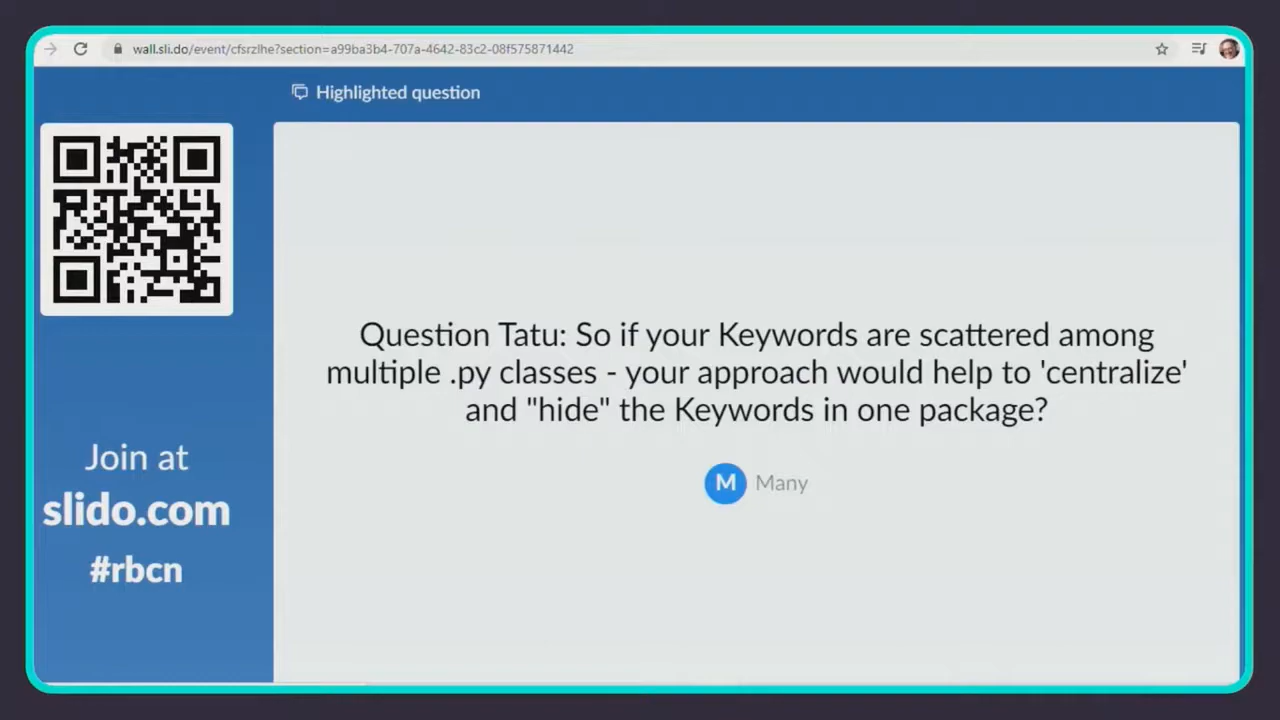 wall.sli.do/event/cfsrzlhe?section=a99ba3b4-707a-4642-83c2-08f575871442
Highlighted question
Question Tatu: So if your Keywords are scattered among
multiple .py classes - your approach would help to 'centralize'
and "hide" the Keywords in one package?
M Many
Join at
slido.com
#rbcn